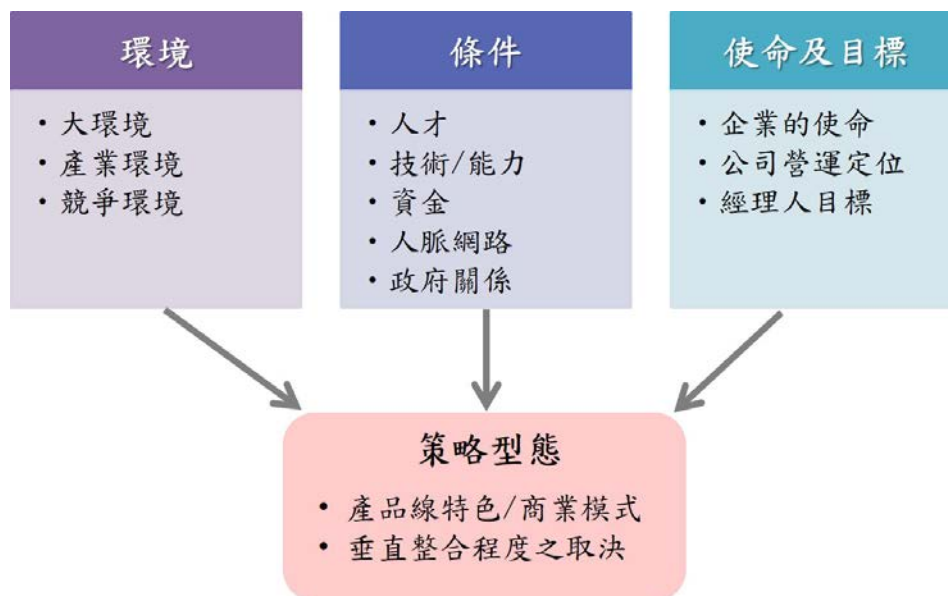 環境
・大環境
・產業環境
・競爭環境
條件
・人才
・技術/能力
・資金
・人脈網路
・政府關係
使命及目標
・企業的使命
・公司營運定位
・經理人目標
策略型態
・產品線特色/商業模式
・垂直整合程度之取決